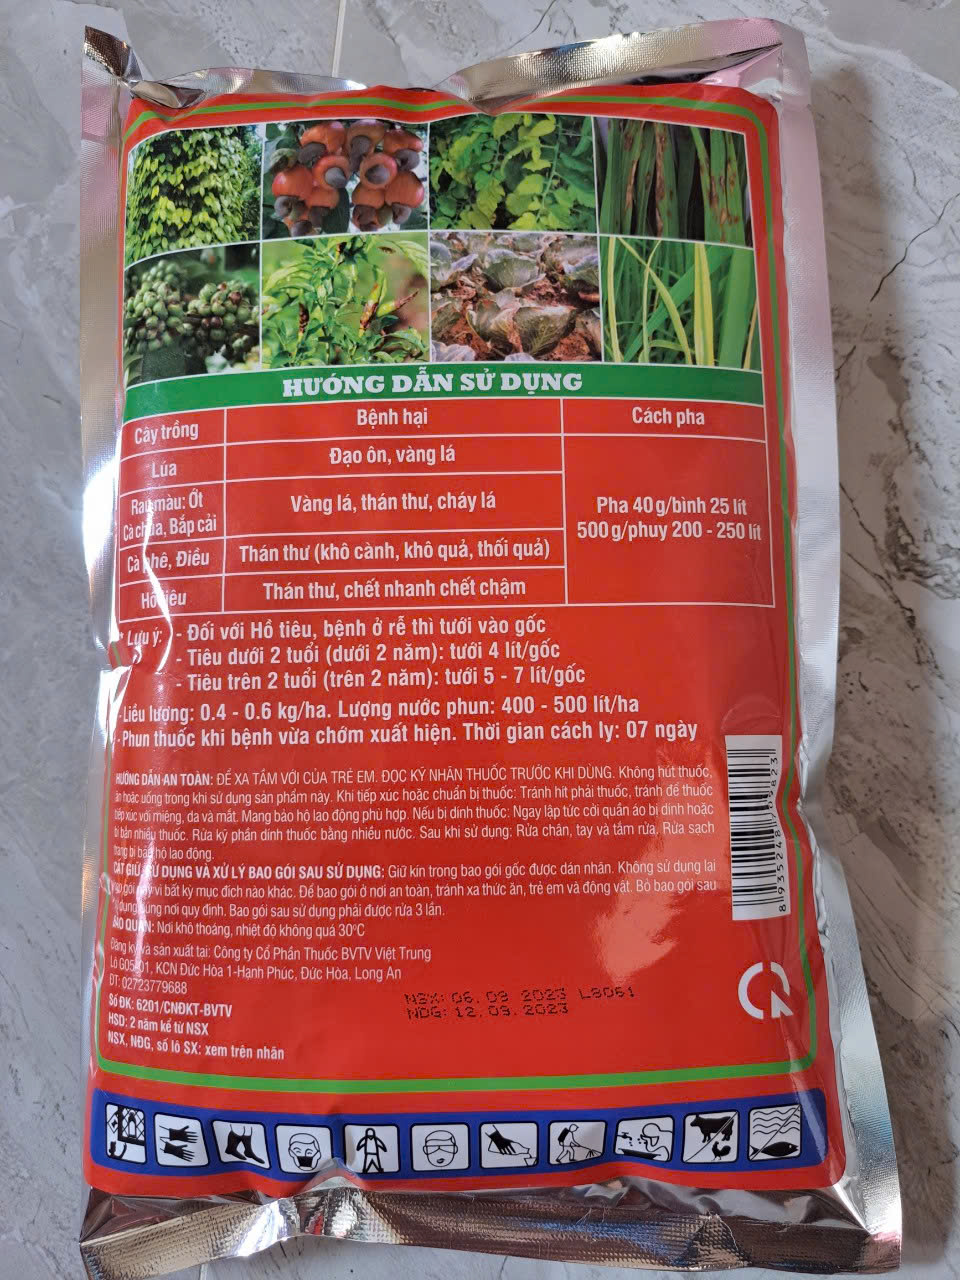 HƯỚNG DẪN SỬ DỤNG
Cây trồng
Bệnh hại
Cách pha
Lúa
Đạo ôn, vàng lá
Rau màu: Ớt
Cà chua, Bắp cải
Vàng lá, thán thư, cháy lá
Cà phê, Điều
Thán thư (khô cành, khô quả, thối quả)
Hồ tiêu
Thán thư, chết nhanh chết chậm
Pha 40g/bình 25 lít
500g/phuy 200 - 250 lít
* Lưu ý: - Đối với Hồ tiêu, bệnh ở rễ thì tưới vào gốc
- Tiêu dưới 2 tuổi (dưới 2 năm): tưới 4 lít/gốc
- Tiêu trên 2 tuổi (trên 2 năm): tưới 5 - 7 lít/gốc
-Liều lượng: 0.4 - 0.6 kg/ha. Lượng nước phun: 400 - 500 lít/ha
-Phun thuốc khi bệnh vừa chớm xuất hiện. Thời gian cách ly: 07 ngày
HƯỚNG DẪN AN TOÀN: ĐỂ XA TẦM VỚI CỦA TRẺ EM. ĐỌC KỸ NHÃN THUỐC TRƯỚC KHI DÙNG. Không hút thuốc,
ăn hoặc uống trong khi sử dụng sản phẩm này. Khi tiếp xúc hoặc chuẩn bị thuốc: Tránh hít phải thuốc, tránh để thuốc
tiếp xúc với miệng, da và mắt. Mang bảo hộ lao động phù hợp. Nếu bị dính thuốc: Ngay lập tức cởi quần áo bị dính hoặc
bị bắn nhiều thuốc. Rửa kỹ phần dính thuốc bằng nhiều nước. Sau khi sử dụng: Rửa chân, tay và tắm rửa. Rửa sạch
trang bị bảo hộ lao động.
CẤT GIỮ, SỬ DỤNG VÀ XỬ LÝ BAO GÓI SAU SỬ DỤNG: Giữ kín trong bao gói gốc được dán nhãn. Không sử dụng lại
bao gói này vì bất kỳ mục đích nào khác. Để bao gói ở nơi an toàn, tránh xa thức ăn, trẻ em và động vật. Bỏ bao gói sau
sử dụng đúng nơi quy định. Bao gói sau sử dụng phải được rửa 3 lần.
BẢO QUẢN: Nơi khô thoáng, nhiệt độ không quá 30°C
Đăng ký và sản xuất tại: Công ty Cổ Phần Thuốc BVTV Việt Trung
Lô G05-01, KCN Đức Hòa 1-Hạnh Phúc, Đức Hòa, Long An
ĐT: 02723779688
Số ĐK: 6201/CNĐKT-BVTV
HSD: 2 năm kể từ NSX
NSX, NĐG, số lô SX: xem trên nhãn
NSX: 06.09 2023 L8061
NDG: 12.09.2023